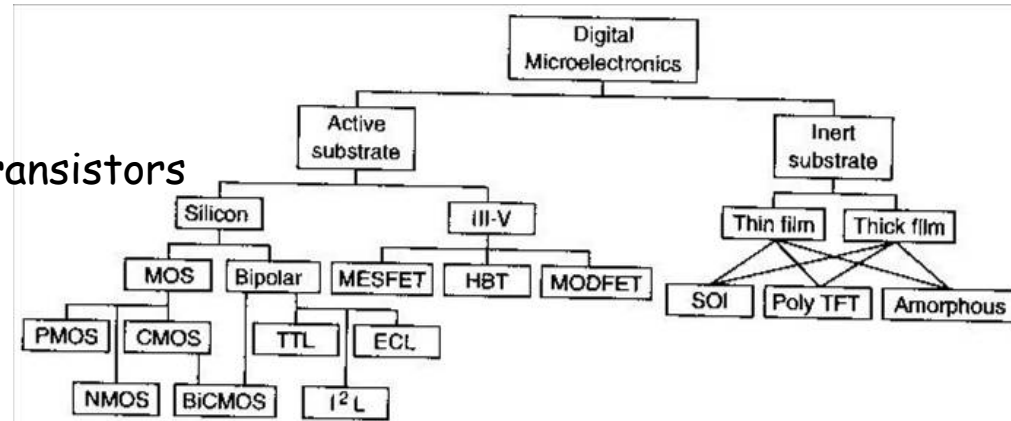 Digital
Microelectronics
Active
substrate
Inert
substrate
ransistors
Silicon
III-V
Thin film
Thick film
MOS
Bipolar
MESFET
HBT
MODFET
SOI
Poly TFT
Amorphous
PMOS
CMOS
TTL
ECL
NMOS
BiCMOS
I² L